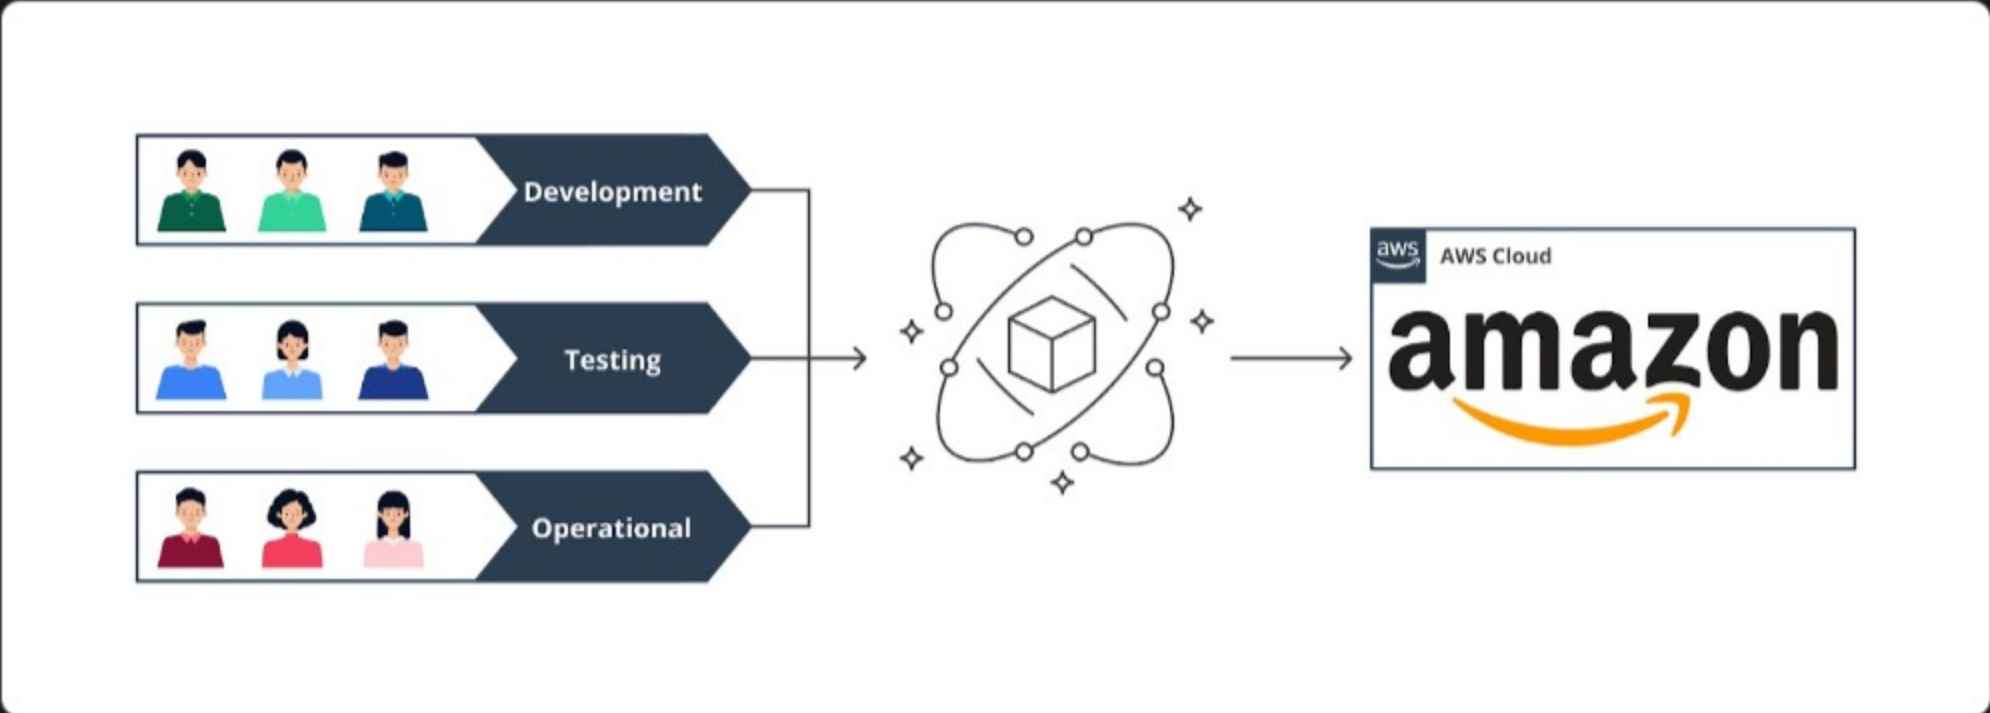 Development
Testing
Operational
aws
AWS Cloud
amazon